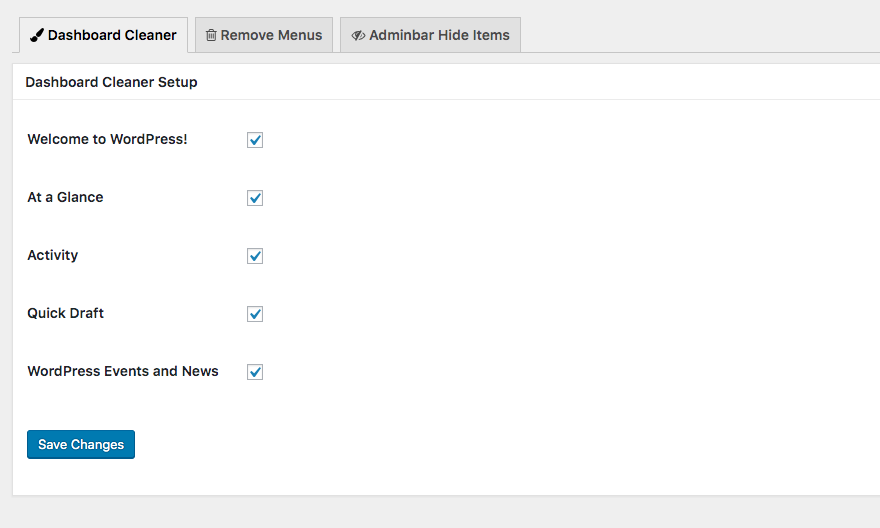 Dashboard Cleaner Remove Menus Adminbar Hide Items
Dashboard Cleaner Setup
Welcome to WordPress!
At a Glance
Activity
Quick Draft
WordPress Events and News
Save Changes